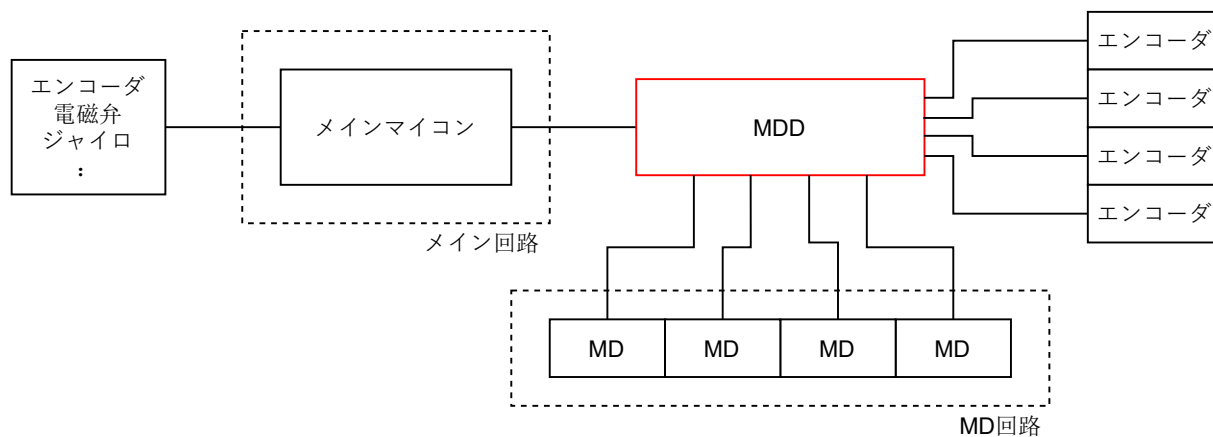 エンコーダ
電磁弁
ジャイロ
:
メインマイコン
メイン回路
MDD
エンコーダ
エンコーダ
エンコーダ
エンコーダ
MD
MD
MD
MD
MD回路